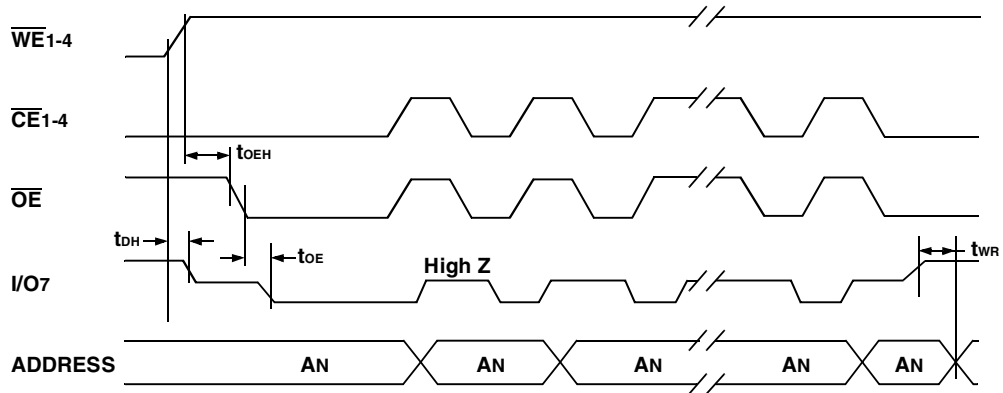 WE1-4
CE1-4
tOEH
OE
tDH
tOE
High Z
tWR
I/O7
ADDRESS
AN AN AN AN AN